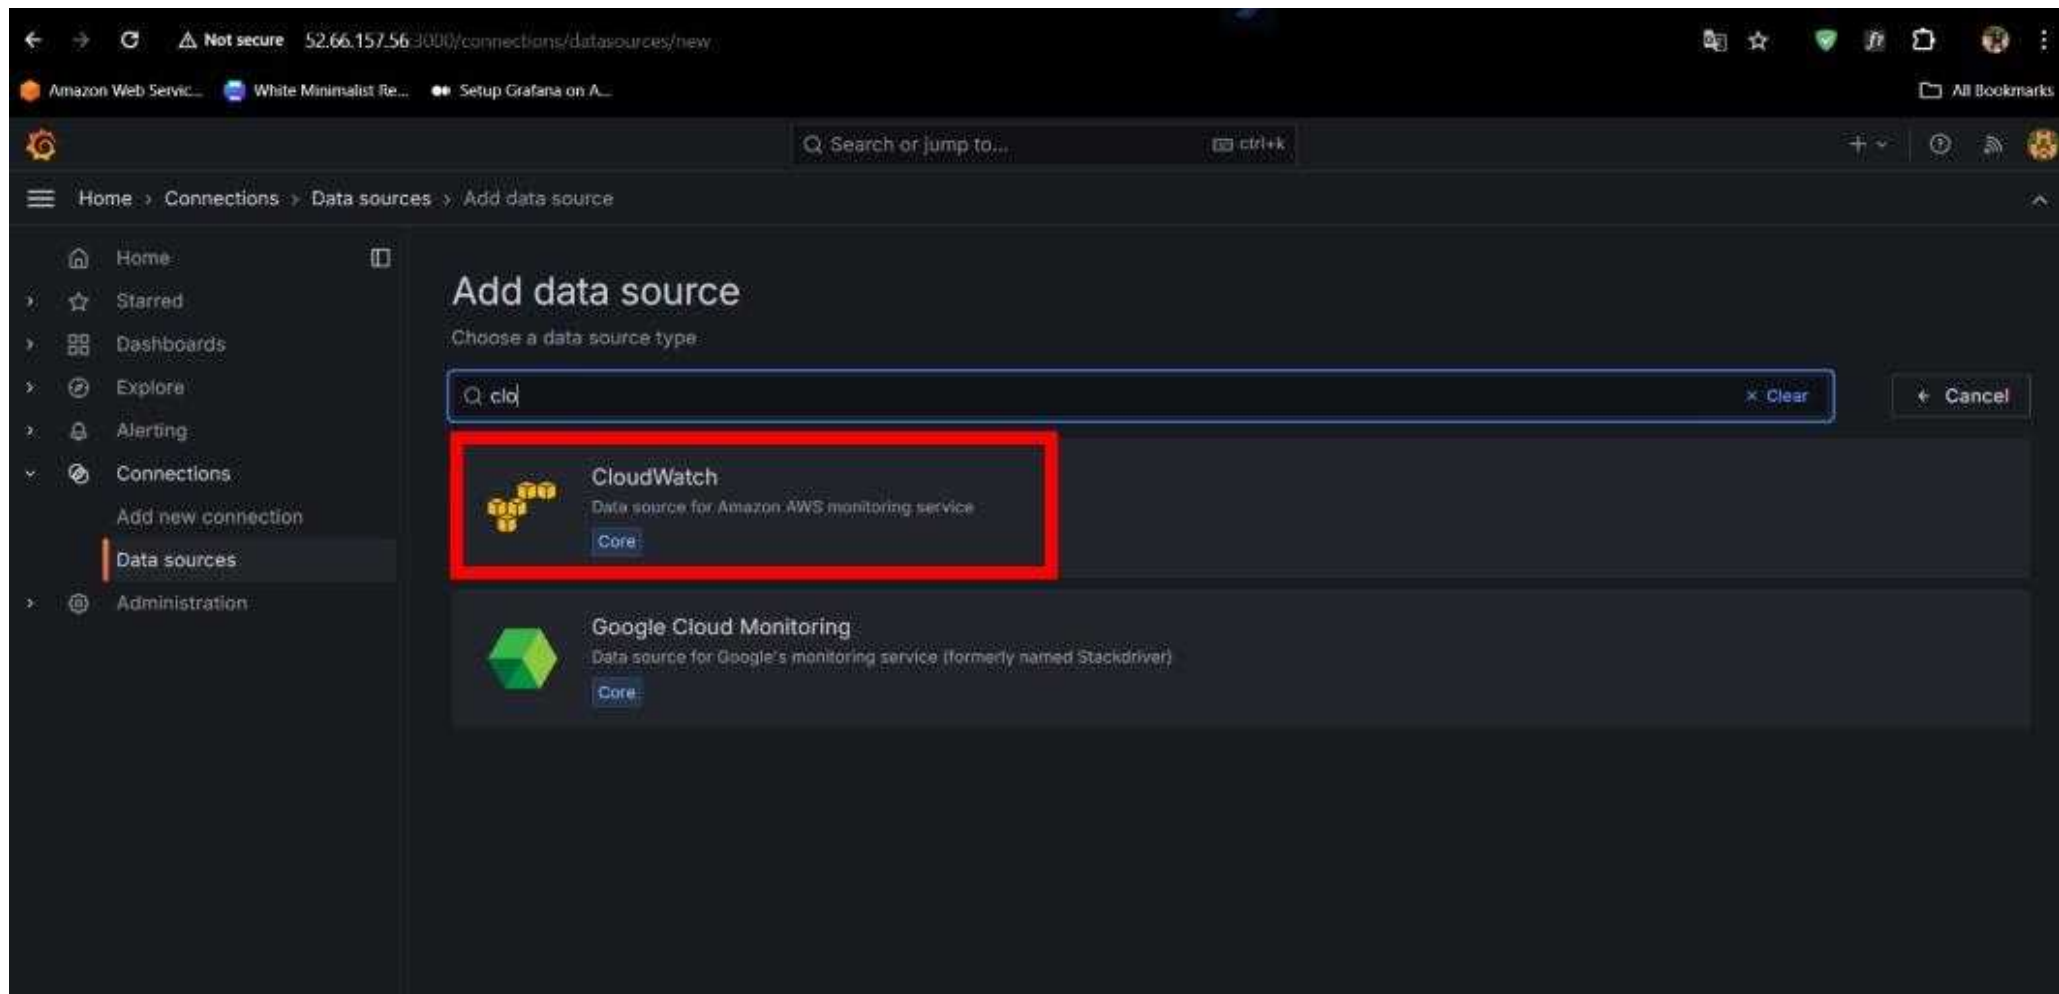 Not secure 52.66.157.56:3000/connections/datasources/new
Amazon Web Servic... White Minimalist Re... Setup Grafana on A... All Bookmarks
Search or jump to... ctrl+k
Home › Connections › Data sources › Add data source
Home
Starred
Dashboards
Explore
Alerting
Connections
Add new connection
Data sources
Administration
Add data source
Choose a data source type
clo × Clear ← Cancel
CloudWatch
Data source for Amazon AWS monitoring service
Core
Google Cloud Monitoring
Data source for Google's monitoring service (formerly named Stackdriver)
Core